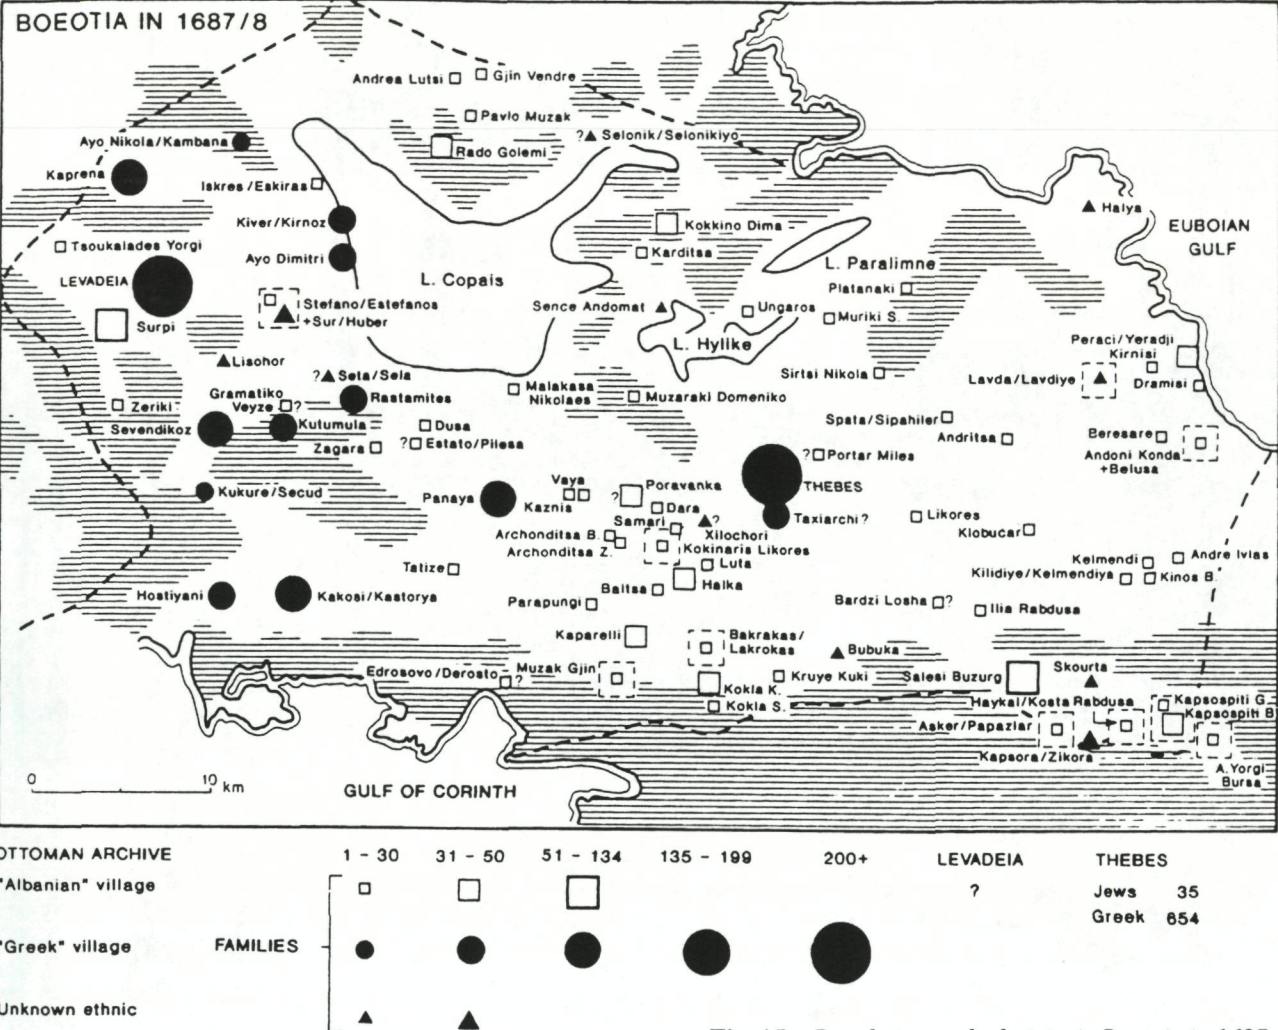 BOEOTIA IN 1687/8
Andrea Lutsi
Gjin Vendre
Pavlo Muzak
? Selonik/Selonikiyo
Ayo Nikola/Kambana
Rado Golemi
Kaprena
Iskres/Eskiras
Halya
Kiver/Kirnoz
Kokkino Dima
EUBOIAN
GULF
Tsoukalades Yorgi
Karditsa
Ayo Dimitri
L. Paralimne
LEVADEIA
L. Copais
Platanaki
Stefano/Estefanos
+Sur/Huber
Sence Andomat
Ungaros
Muriki S.
Surpi
L. Hylike
Peraci/Yeradji
Kirnisi
Lisohor
? Seta/Sela
Sirtsi Nikola
Lavda/Lavdiye
Dramisi
Gramatiko
Veyze ?
Rastamites
Malakasa
Nikolaes
Muzaraki Domeniko
Zeriki
Sevendikoz
Kutumula
Dusa
Spata/Sipahiler
Zagara
? Estato/Pilesa
Andritsa
Beresare
Andoni Konda
+Belusa
? Portar Miles
THEBES
Kukure/Secud
Panaya
Vaya
Kaznis
?
Poravanka
Dara
Samari
?
Xilochori
Taxiarchi?
Likores
Archonditsa B.
Archonditsa Z.
Kokinaris Likores
Klobucar
Tatize
Luta
Kelmendi
Andre Ivlas
Kilidiye/Kelmendiya
Kinos B.
Hostiyani
Kakosi/Kastorya
Baltsa
Halka
Parapungi
Bardzi Losha ?
Ilia Rabdusa
Kaparelli
Bakrakas/
Lakrokas
Bubuka
Edrosovo/Derosto ?
Muzak Gjin
Kruye Kuki
Salesi Buzurg
Skourta
Kokla K.
Kokla S.
Haykal/Kosta Rabdusa
Kapsospiti G.
Kapsospiti B
Asker/Papazlar
Kapsora/Zikora
A.Yorgi
Bursa
0 10 km
GULF OF CORINTH
OTTOMAN ARCHIVE 1 - 30 31 - 50 51 - 134 135 - 199 200+ LEVADEIA THEBES
"Albanian" village ? Jews 35
Greek 654
"Greek" village FAMILIES
Unknown ethnic